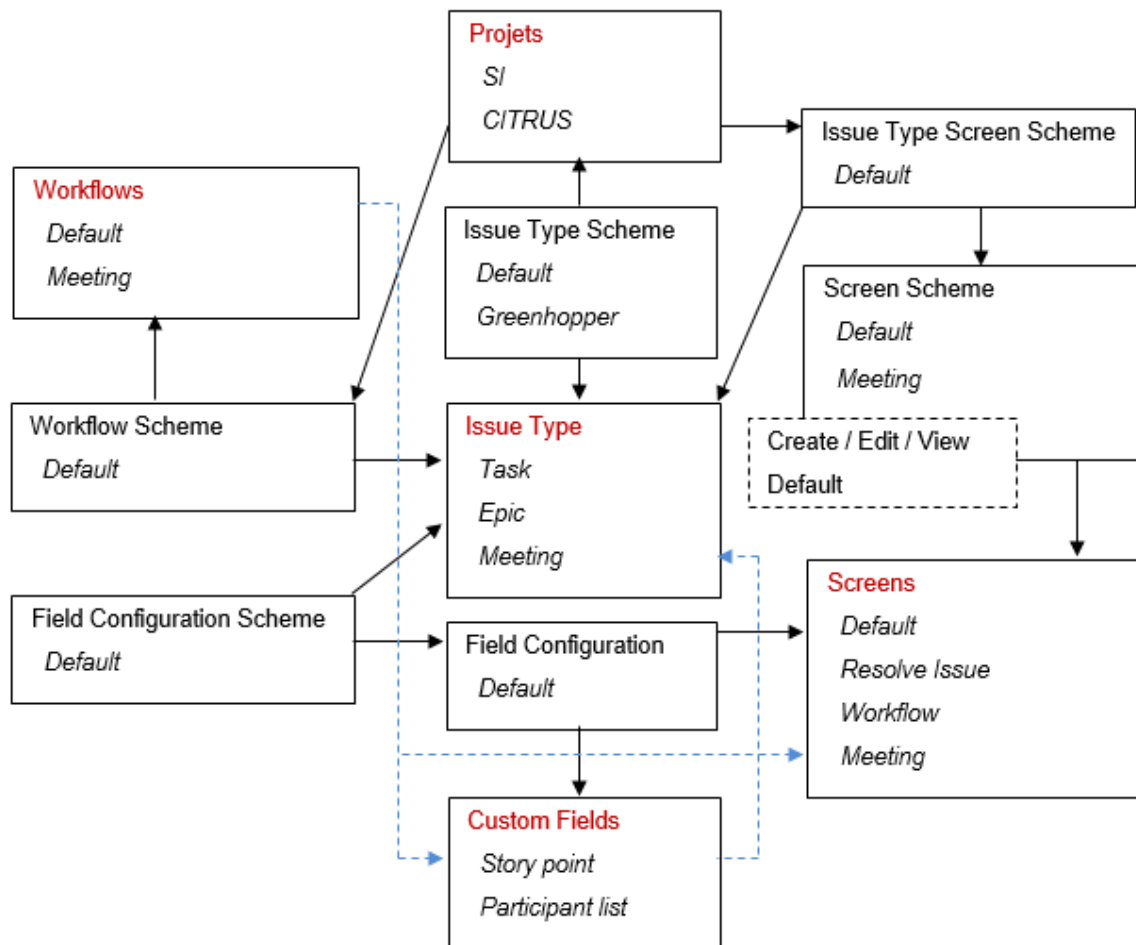 Projets
SI
CITRUS
Issue Type Screen Scheme
Default
Workflows
Default
Meeting
Issue Type Scheme
Default
Greenhopper
Screen Scheme
Default
Meeting
Create / Edit / View
Default
Workflow Scheme
Default
Issue Type
Task
Epic
Meeting
Field Configuration Scheme
Default
Field Configuration
Default
Screens
Default
Resolve Issue
Workflow
Meeting
Custom Fields
Story point
Participant list